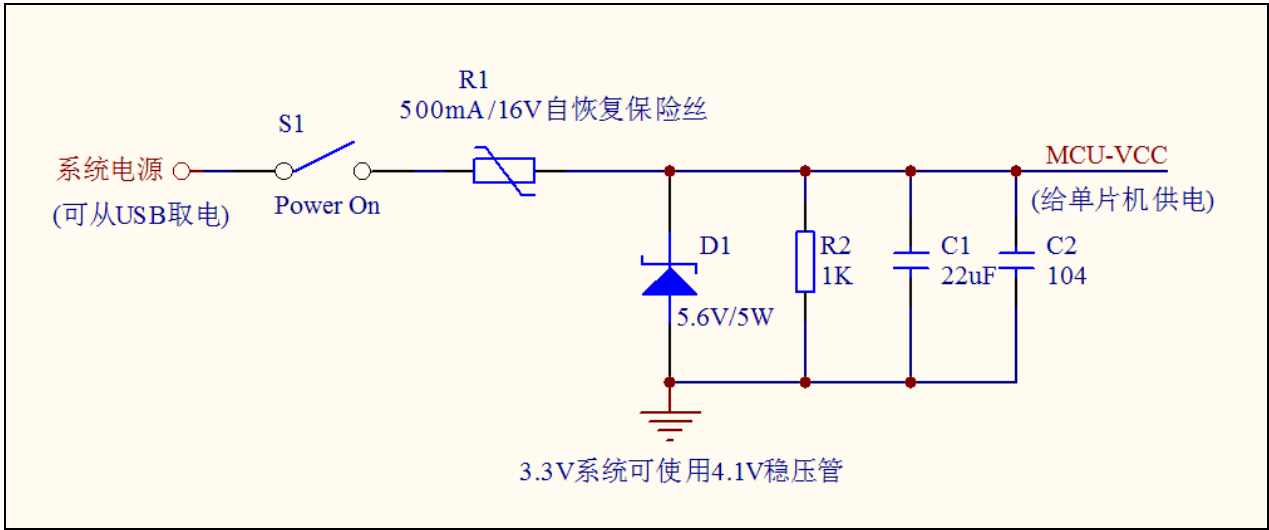 R1
500mA/16V自恢复保险丝
S1
系统电源
(可从USB取电)
Power On
MCU-VCC
(给单片机供电)
D1
5.6V/5W
R2
1K
C1
22uF
C2
104
3.3V系统可使用4.1V稳压管